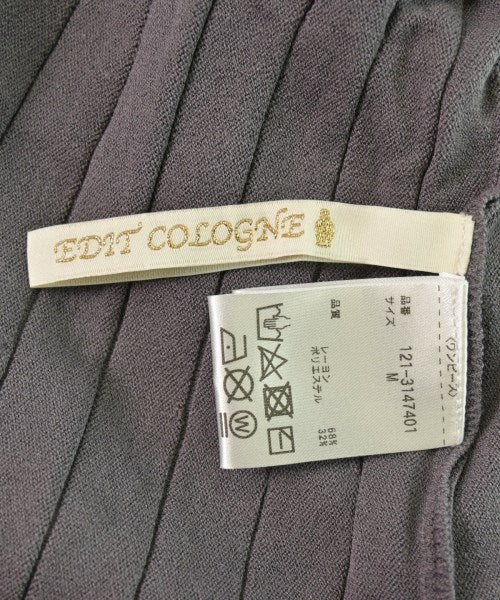 EDIT COLOGNE
〈ワンピース〉
品番 121-3147401
サイズ M
品質
レーヨン 68%
ポリエステル 32%
W